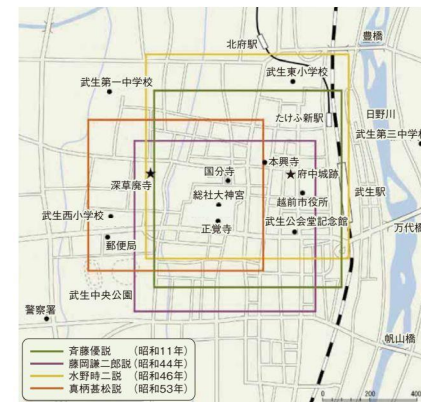 豊橋
北府駅
武生東小学校
武生第一中学校
たけふ新駅
日野川
武生第三中学校
本興寺
国分寺
府中城跡
深草廃寺
武生駅
総社大神宮
越前市役所
武生西小学校
正覚寺
武生公会堂記念館
万代橋
郵便局
武生中央公園
警察署
帆山橋
斉藤優説 (昭和11年)
藤岡謙二郎説 (昭和44年)
水野時二説 (昭和46年)
真柄甚松説 (昭和53年)
0 200 400